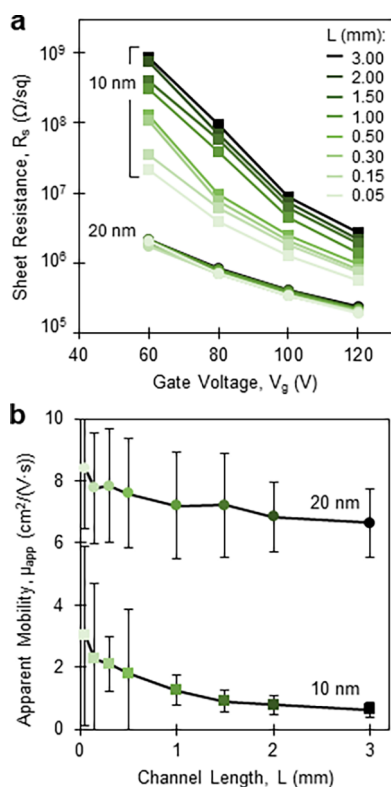 a
L (mm):
10⁹
3.00
2.00
10 nm
1.50
10⁸
1.00
0.50
0.30
10⁷
0.15
0.05
20 nm
10⁶
10⁵
Sheet Resistance, Rₛ (Ω/sq)
40 60 80 100 120
Gate Voltage, V_g (V)
b
10
8
20 nm
6
4
2
10 nm
0
Apparent Mobility, μ_app (cm²/(V·s)
0 1 2 3
Channel Length, L (mm)